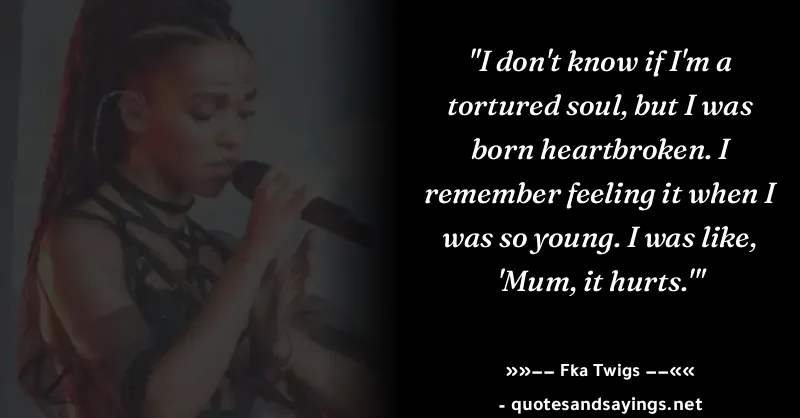 "I don't know if I'm a
tortured soul, but I was
born heartbroken. I
remember feeling it when I
was so young. I was like,
'Mum, it hurts.'"
»»−− Fka Twigs −−««
- quotesandsayings.net